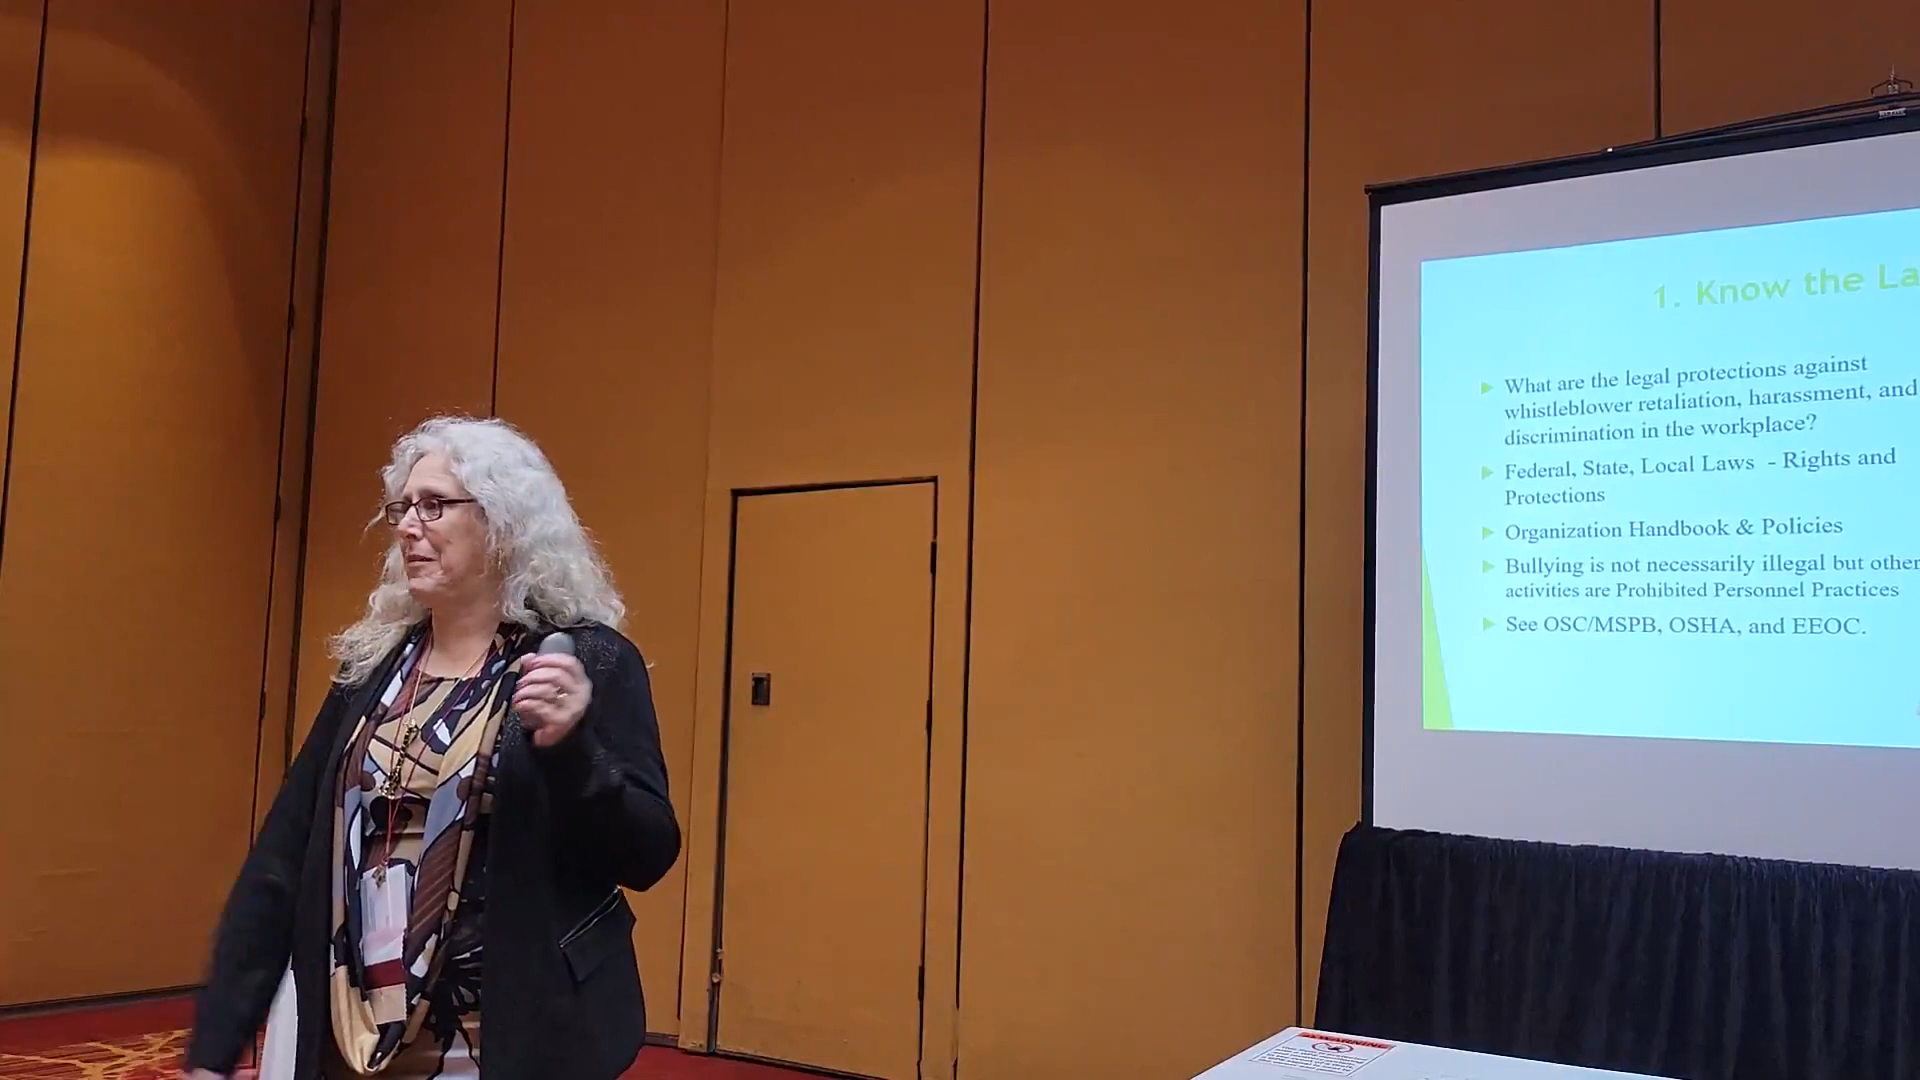 1. Know the La
What are the legal protections against
whistleblower retaliation, harassment, and
discrimination in the workplace?
Federal, State, Local Laws - Rights and
Protections
Organization Handbook & Policies
Bullying is not necessarily illegal but other
activities are Prohibited Personnel Practices
See OSC/MSPB, OSHA, and EEOC.
WARNING